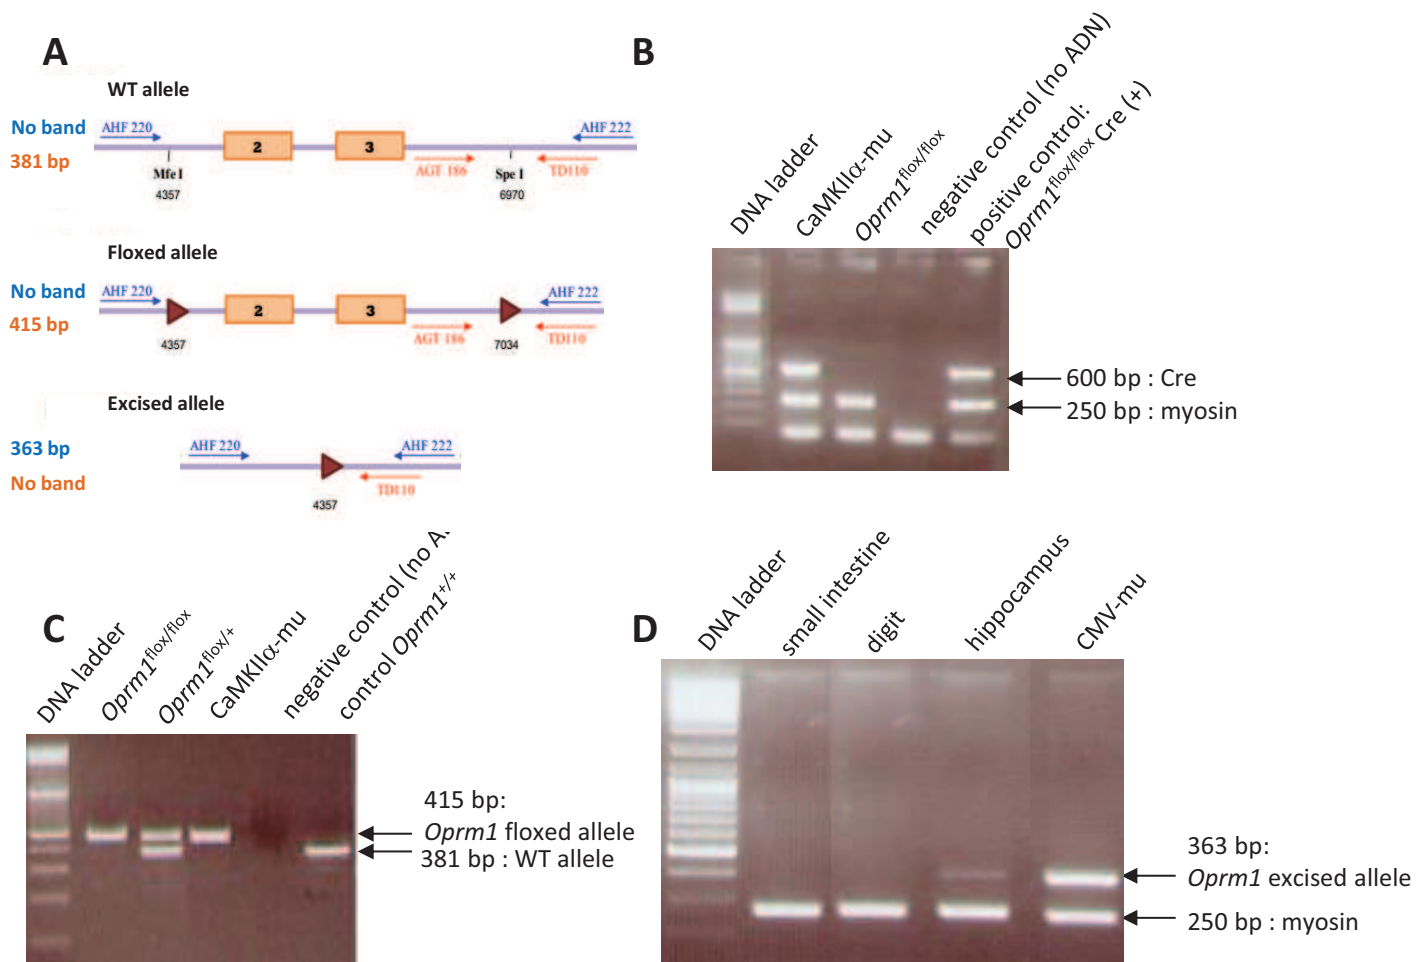 A
WT allele
No band
381 bp
AHF 220
AHF 222
2
3
Mfe I
4357
AGT 186
Spe I
6970
TD110
Floxed allele
No band
415 bp
AHF 220
AHF 222
2
3
4357
AGT 186
7034
TD110
Excised allele
363 bp
No band
AHF 220
AHF 222
4357
TD110
B
DNA ladder
CaMKIIα-mu
Oprm1flox/flox
negative control (no ADN)
positive control:
Oprm1flox/flox Cre (+)
600 bp : Cre
250 bp : myosin
C
DNA ladder
Oprm1flox/flox
Oprm1flox/+
CaMKIIα-mu
negative control (no
control Oprm1+/+
415 bp:
Oprm1 floxed allele
381 bp : WT allele
D
DNA ladder
small intestine
digit
hippocampus
CMV-mu
363 bp:
Oprm1 excised allele
250 bp : myosin